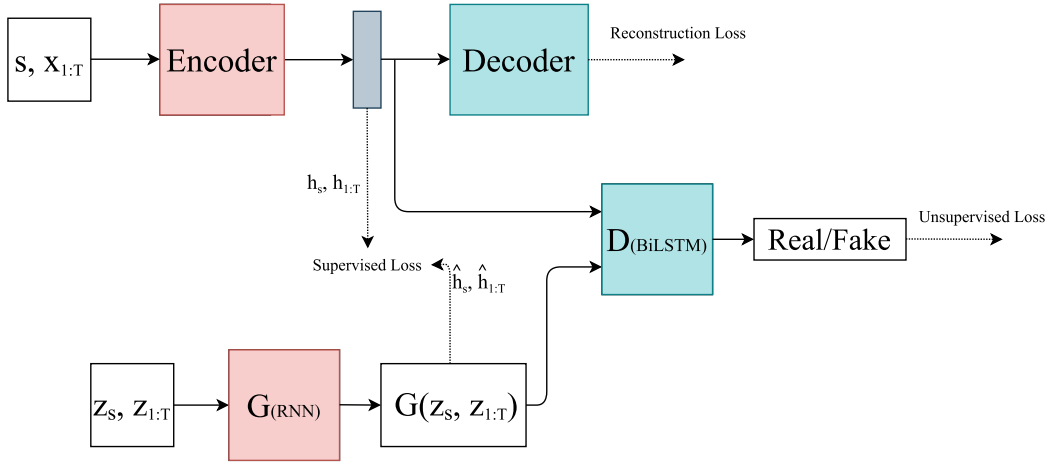 s, x1:T
Encoder
Decoder
Reconstruction Loss
hs, h1:T
D(BiLSTM)
Real/Fake
Unsupervised Loss
Supervised Loss
ĥs, ĥ1:T
zs, z1:T
G(RNN)
G(zs, z1:T)